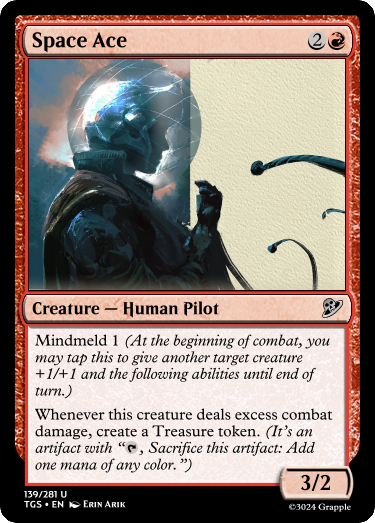 Space Ace 2
Creature — Human Pilot
Mindmeld 1 (At the beginning of combat, you
may tap this to give another target creature
+1/+1 and the following abilities until end of
turn.)
Whenever this creature deals excess combat
damage, create a Treasure token. (It's an
artifact with “, Sacrifice this artifact: Add
one mana of any color.”)
3/2
139/281 U
TGS • EN Erin Arik
©3024 Grapple